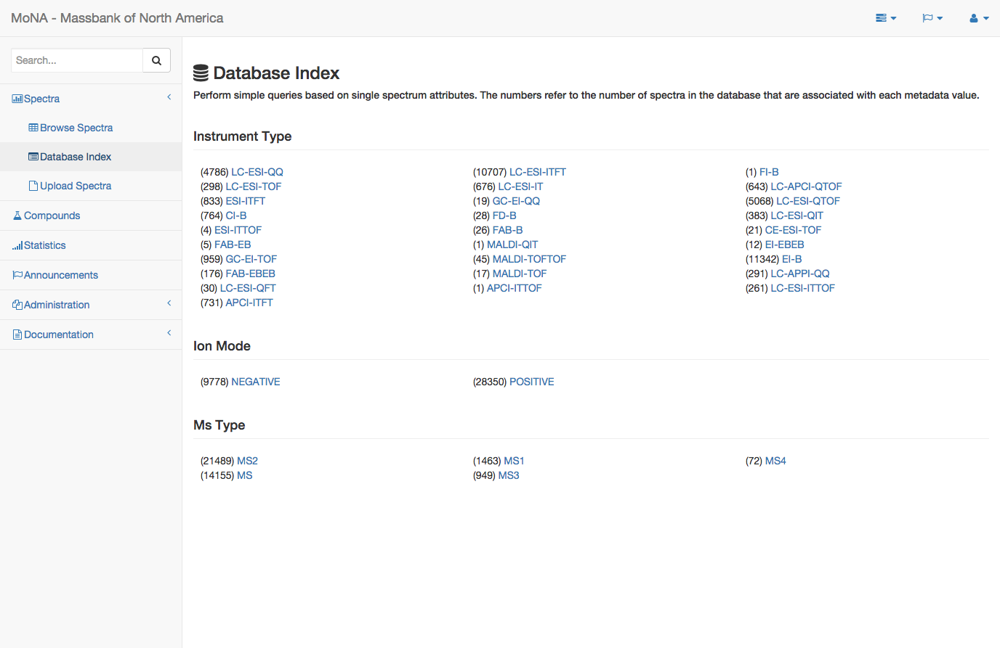 MoNA - Massbank of North America
Search...
Spectra
Browse Spectra
Database Index
Upload Spectra
Compounds
Statistics
Announcements
Administration
Documentation
Database Index
Perform simple queries based on single spectrum attributes. The numbers refer to the number of spectra in the database that are associated with each metadata value.
Instrument Type
(4786) LC-ESI-QQ (10707) LC-ESI-ITFT (1) FI-B
(298) LC-ESI-TOF (676) LC-ESI-IT (643) LC-APCI-QTOF
(833) ESI-ITFT (19) GC-EI-QQ (5068) LC-ESI-QTOF
(764) CI-B (28) FD-B (383) LC-ESI-QIT
(4) ESI-ITTOF (26) FAB-B (21) CE-ESI-TOF
(5) FAB-EB (1) MALDI-QIT (12) EI-EBEB
(959) GC-EI-TOF (45) MALDI-TOFTOF (11342) EI-B
(176) FAB-EBEB (17) MALDI-TOF (291) LC-APPI-QQ
(30) LC-ESI-QFT (1) APCI-ITTOF (261) LC-ESI-ITTOF
(731) APCI-ITFT
Ion Mode
(9778) NEGATIVE (28350) POSITIVE
Ms Type
(21489) MS2 (1463) MS1 (72) MS4
(14155) MS (949) MS3